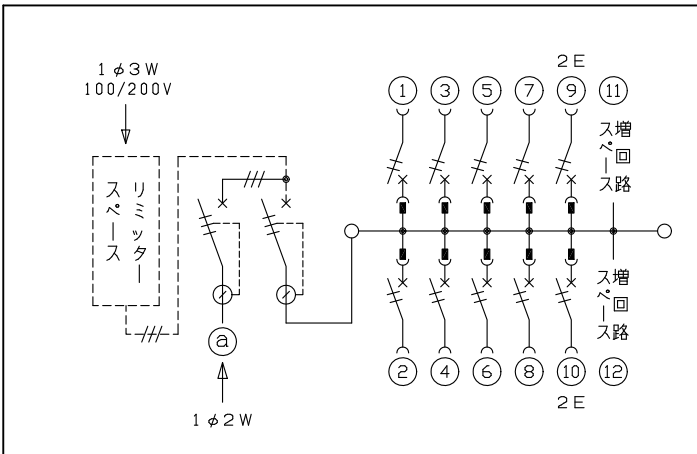 1φ3W
100/200V
リミッター
スペース
a
1φ2W
2E
1 3 5 7 9 11
増回路
スペース
増回路
スペース
2 4 6 8 10 12
2E